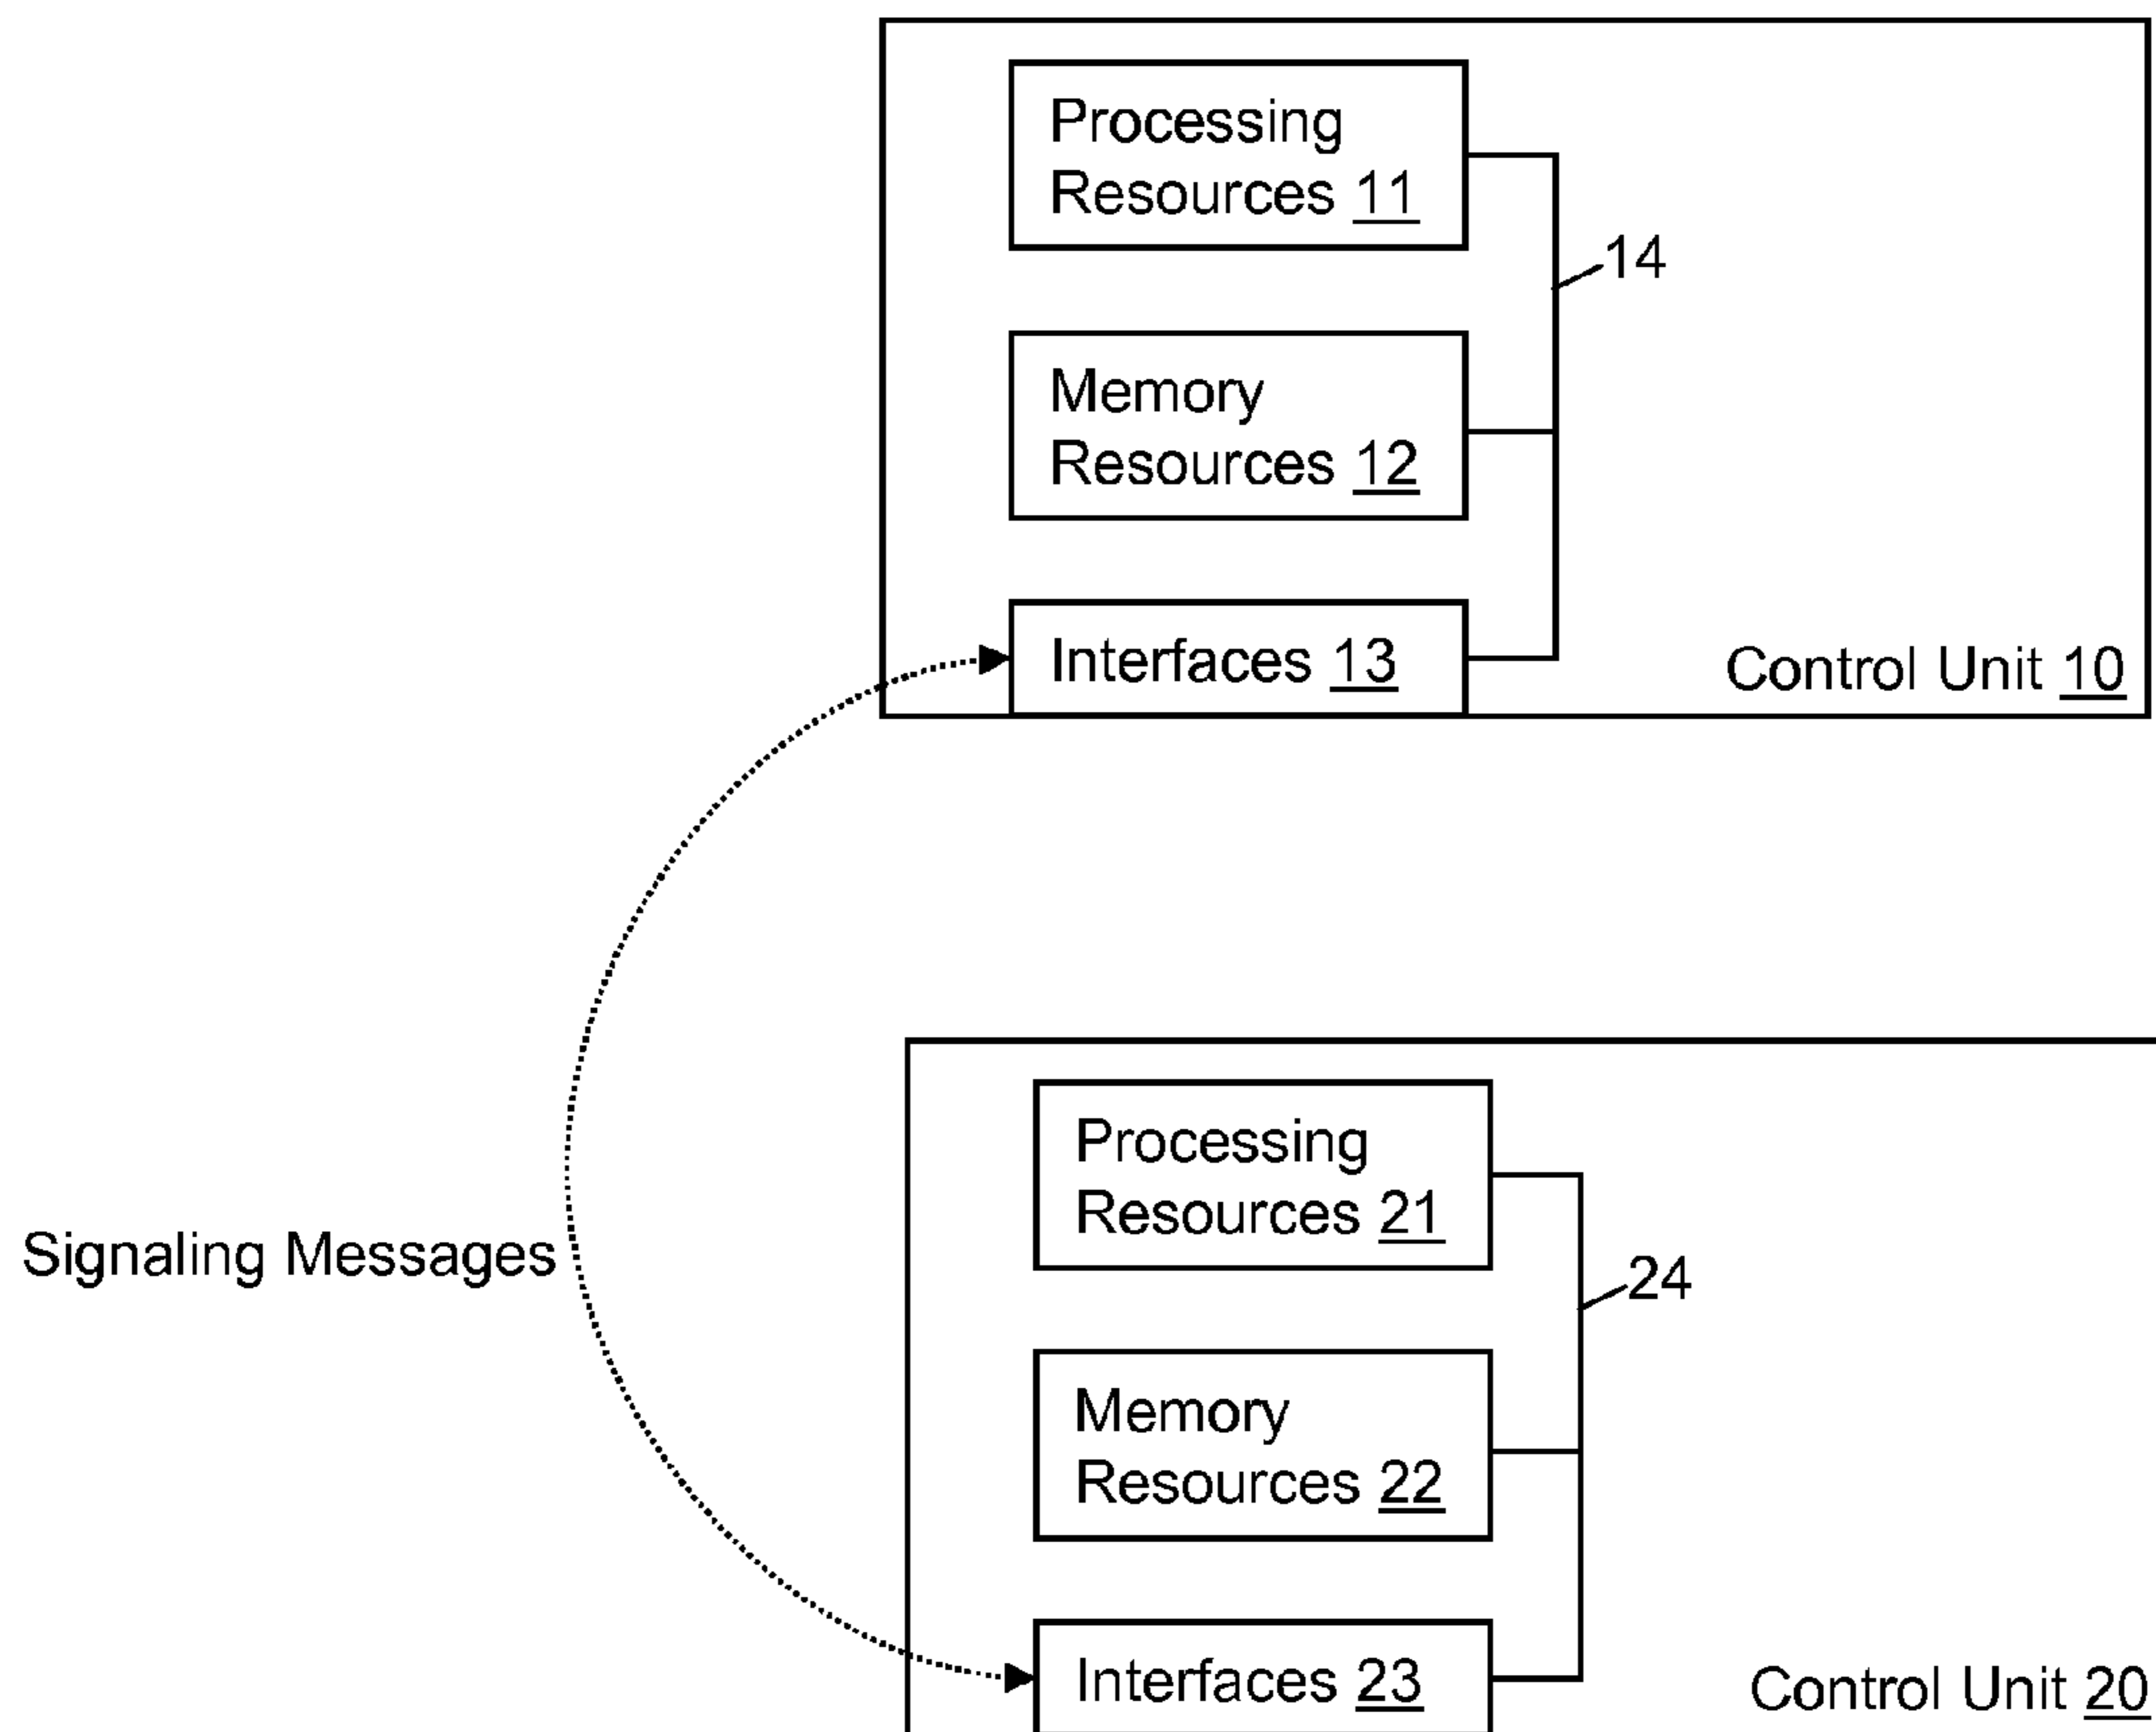 Processing
Resources 11
14
Memory
Resources 12
Interfaces 13
Control Unit 10
Signaling Messages
Processing
Resources 21
24
Memory
Resources 22
Interfaces 23
Control Unit 20